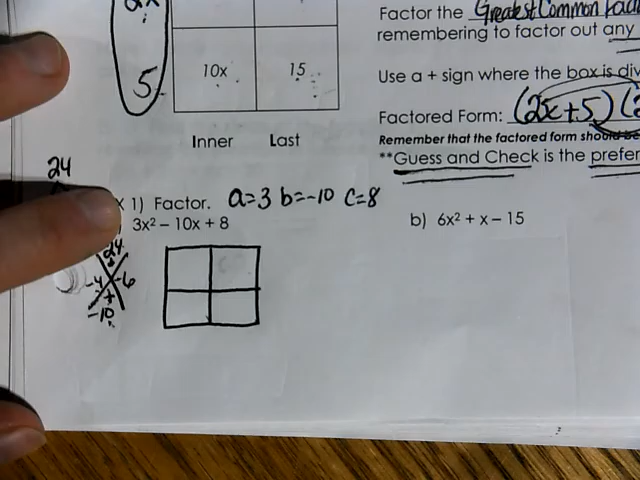 Factor the Greatest Common
remembering to factor out any
5
10x
15
Use a + sign where the box is
Factored Form: (2x+5)(2
Inner Last
Remember that the factored form should be
**Guess and Check is the prefer
24
1) Factor. a=3 b=-10 c=8
3x² – 10x + 8
b) 6x² + x – 15
24
-4 -6
+
-10